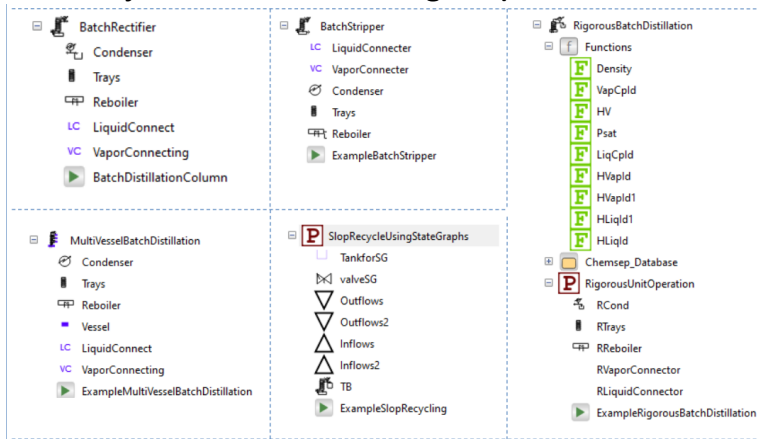 BatchRectifier
Condenser
Trays
Reboiler
LC LiquidConnect
VC VaporConnecting
BatchDistillationColumn
BatchStripper
LC LiquidConnecter
VC VaporConnecter
Condenser
Trays
Reboiler
ExampleBatchStripper
RigorousBatchDistillation
f Functions
F Density
F VapCpId
F HV
F Psat
F LiqCpId
F HVapId
F HVapId1
F HLiqId1
F HLiqId
Chemsep_Database
P RigorousUnitOperation
RCond
RTrays
RReboiler
RVaporConnector
RLiquidConnector
ExampleRigorousBatchDistillation
MultiVesselBatchDistillation
Condenser
Trays
Reboiler
Vessel
LC LiquidConnect
VC VaporConnecting
ExampleMultiVesselBatchDistillation
P SlopRecycleUsingStateGraphs
TankforSG
valveSG
Outflows
Outflows2
Inflows
Inflows2
TB
ExampleSlopRecycling